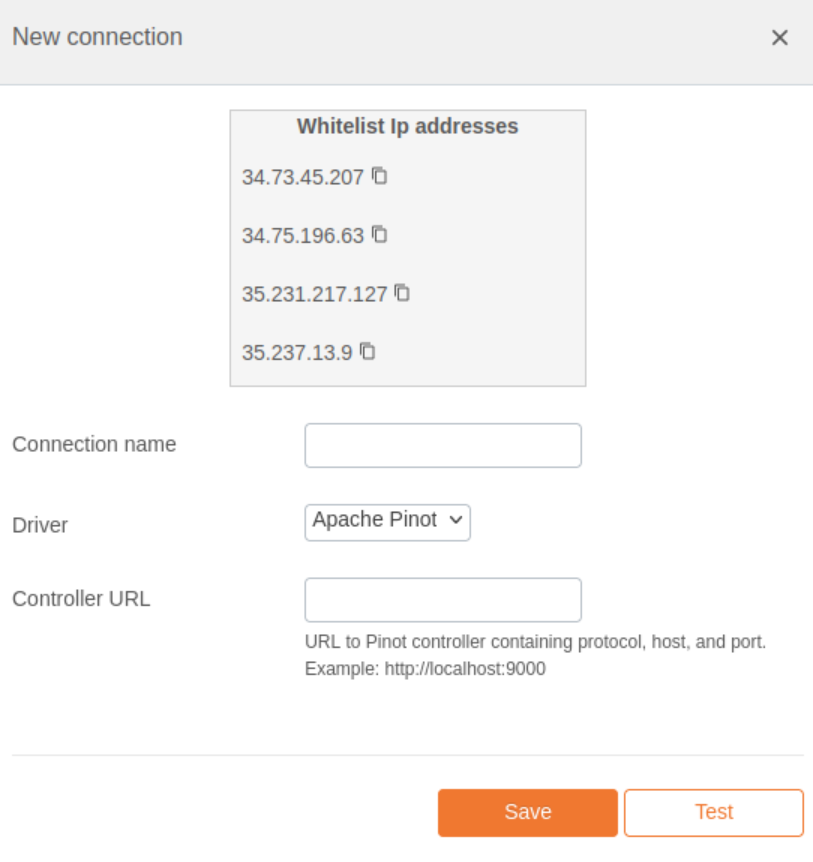 New connection
Whitelist Ip addresses
34.73.45.207
34.75.196.63
35.231.217.127
35.237.13.9
Connection name
Driver
Apache Pinot
Controller URL
URL to Pinot controller containing protocol, host, and port.
Example: http://localhost:9000
Save
Test